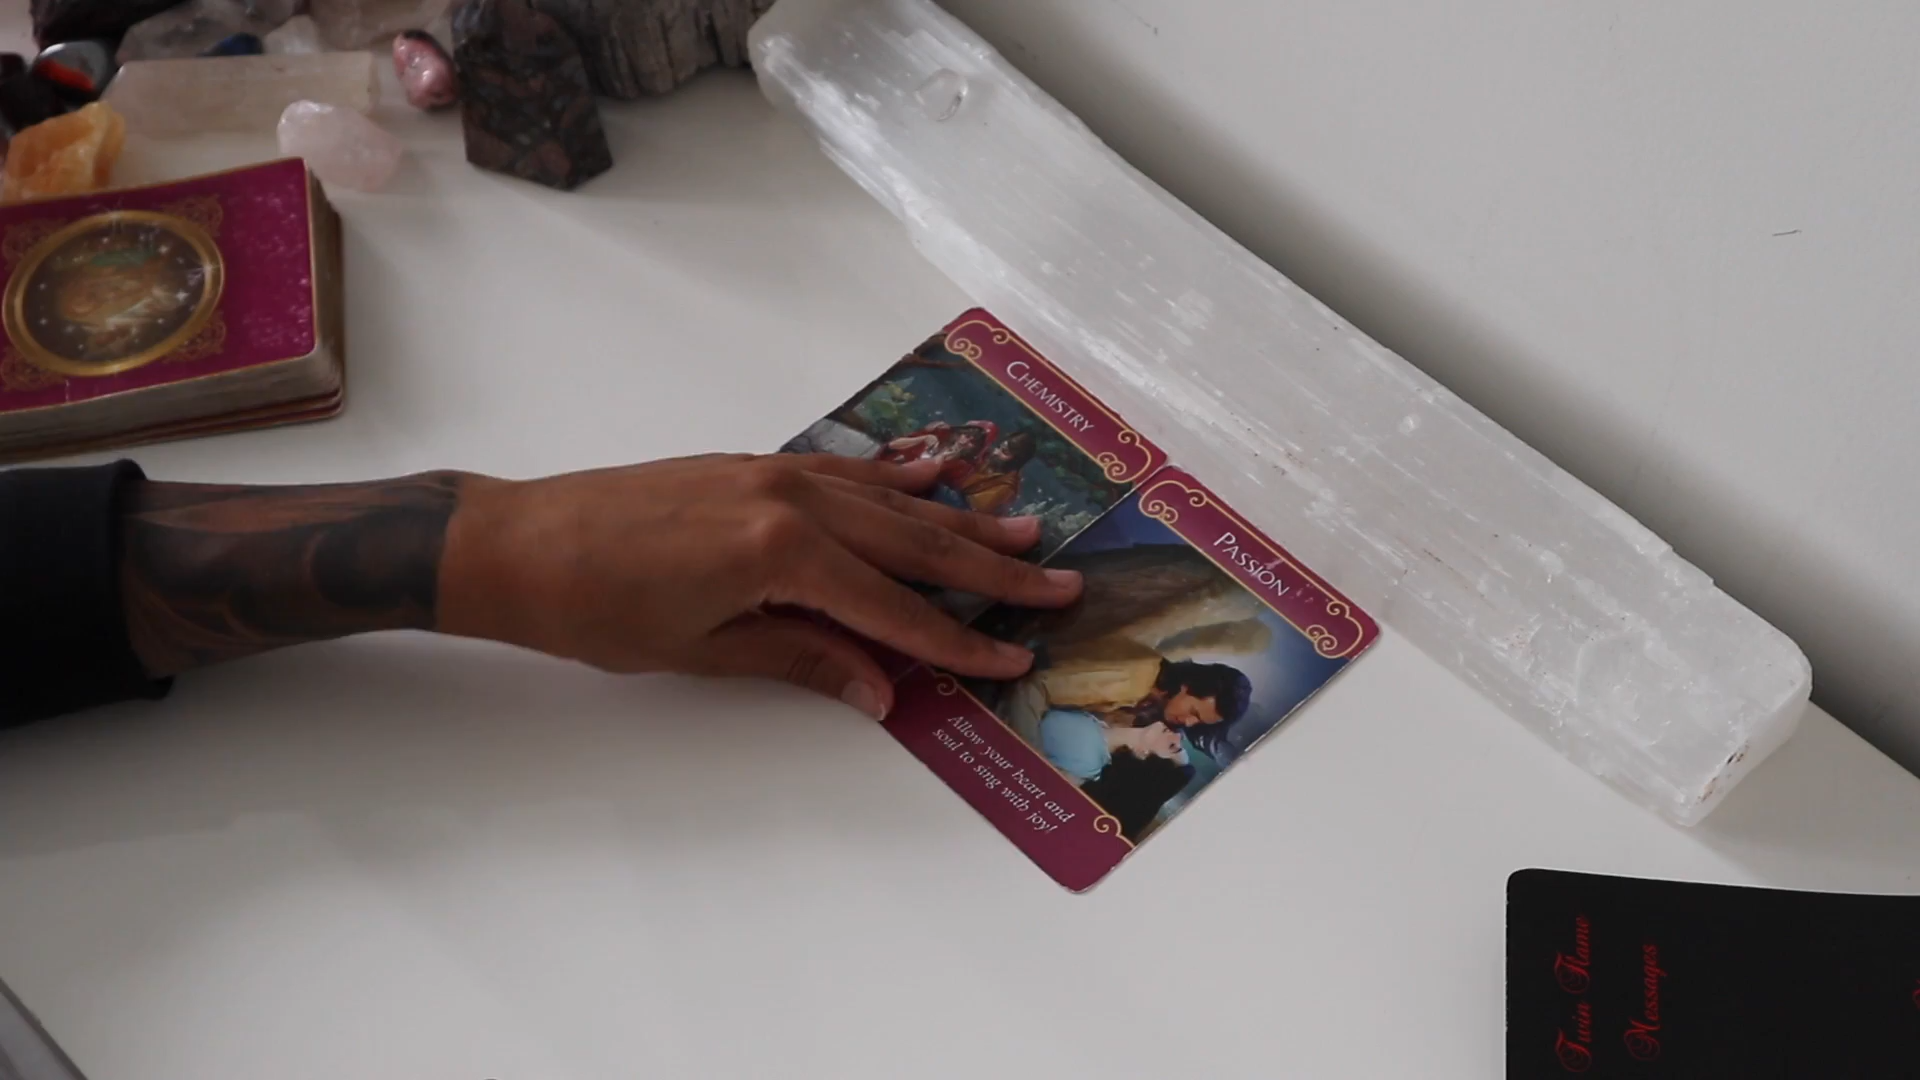 CHEMISTRY
PASSION
Allow your heart and
soul to sing with joy!
Twin Flame
Messages